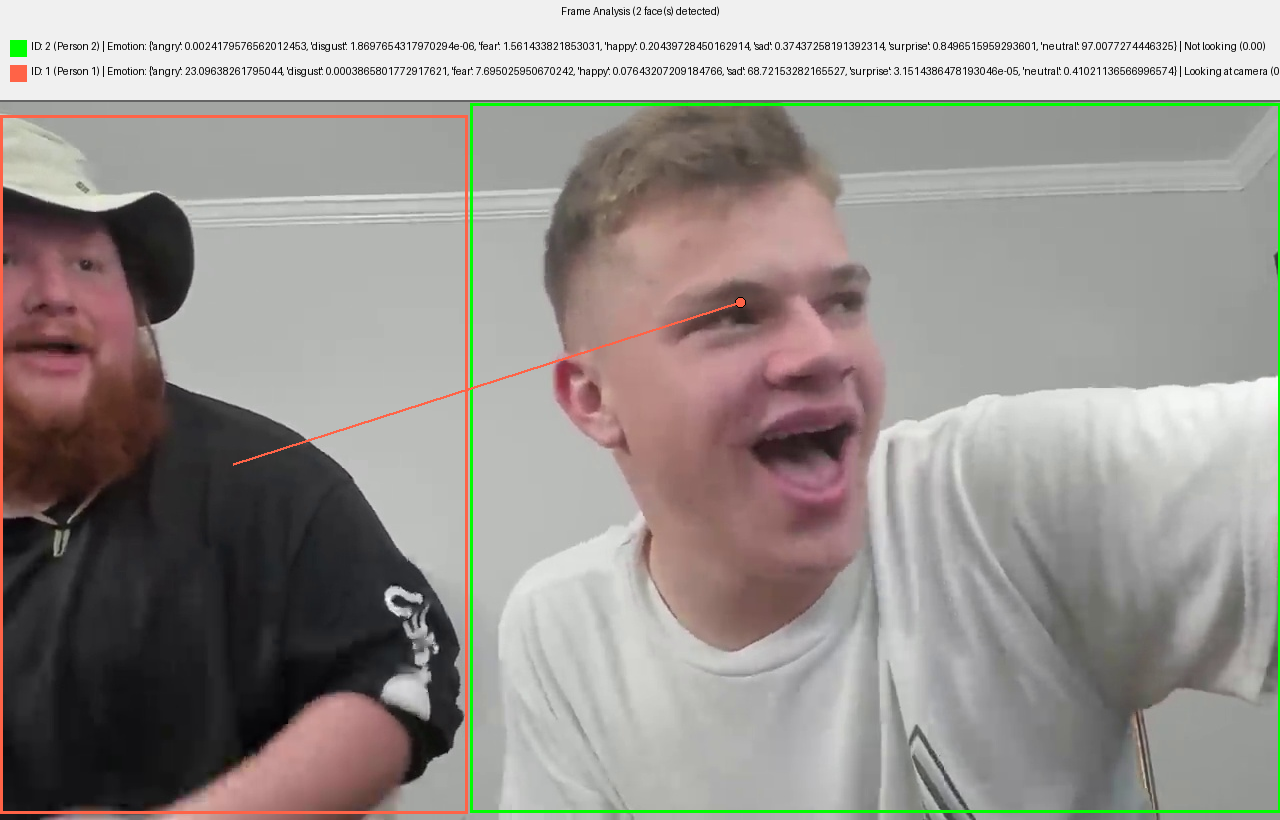 Frame Analysis (2 face(s) detected)
ID: 2 (Person 2) | Emotion: {'angry': 0.0024179576562012453, 'disgust': 1.8697654317970294e-06, 'fear': 1.561433821853031, 'happy': 0.20439728450162914, 'sad': 0.37437258191392314, 'surprise': 0.8496515959293601, 'neutral': 97.0077274446325} | Not looking (0.00)
ID: 1 (Person 1) | Emotion: {'angry': 23.09638261795044, 'disgust': 0.0003865801772917621, 'fear': 7.695025950670242, 'happy': 0.07643207209184766, 'sad': 68.72153282165527, 'surprise': 3.1514386478193046e-05, 'neutral': 0.41021136566996574} | Looking at camera (0